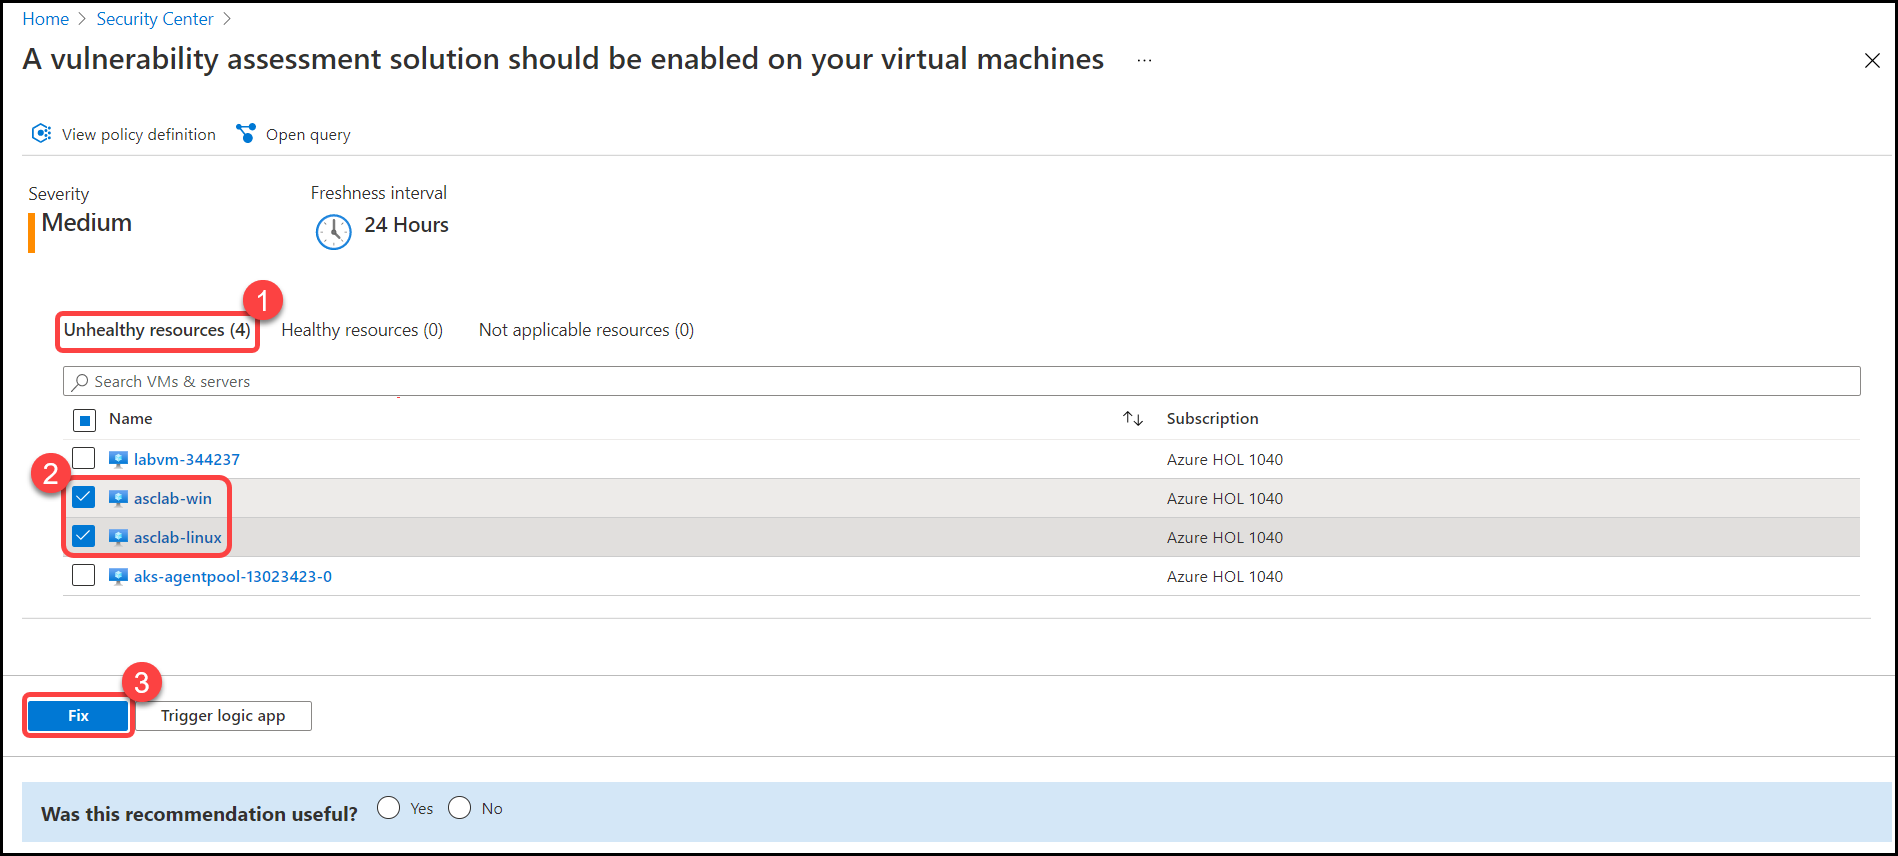 Home > Security Center >
A vulnerability assessment solution should be enabled on your virtual machines ...
View policy definition Open query
Severity Freshness interval
Medium 24 Hours
1
Unhealthy resources (4) Healthy resources (0) Not applicable resources (0)
Search VMs & servers
Name Subscription
labvm-344237 Azure HOL 1040
2
asclab-win Azure HOL 1040
asclab-linux Azure HOL 1040
aks-agentpool-13023423-0 Azure HOL 1040
3
Fix Trigger logic app
Was this recommendation useful? Yes No